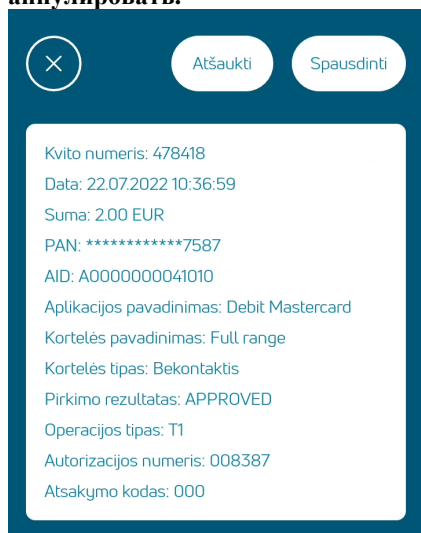 аннулировать.
Atšaukti
Spausdinti
Kvito numeris: 478418
Data: 22.07.2022 10:36:59
Suma: 2.00 EUR
PAN: ************7587
AID: A0000000041010
Aplikacijos pavadinimas: Debit Mastercard
Kortelės pavadinimas: Full range
Kortelės tipas: Bekontaktis
Pirkimo rezultatas: APPROVED
Operacijos tipas: T1
Autorizacijos numeris: 008387
Atsakymo kodas: 000